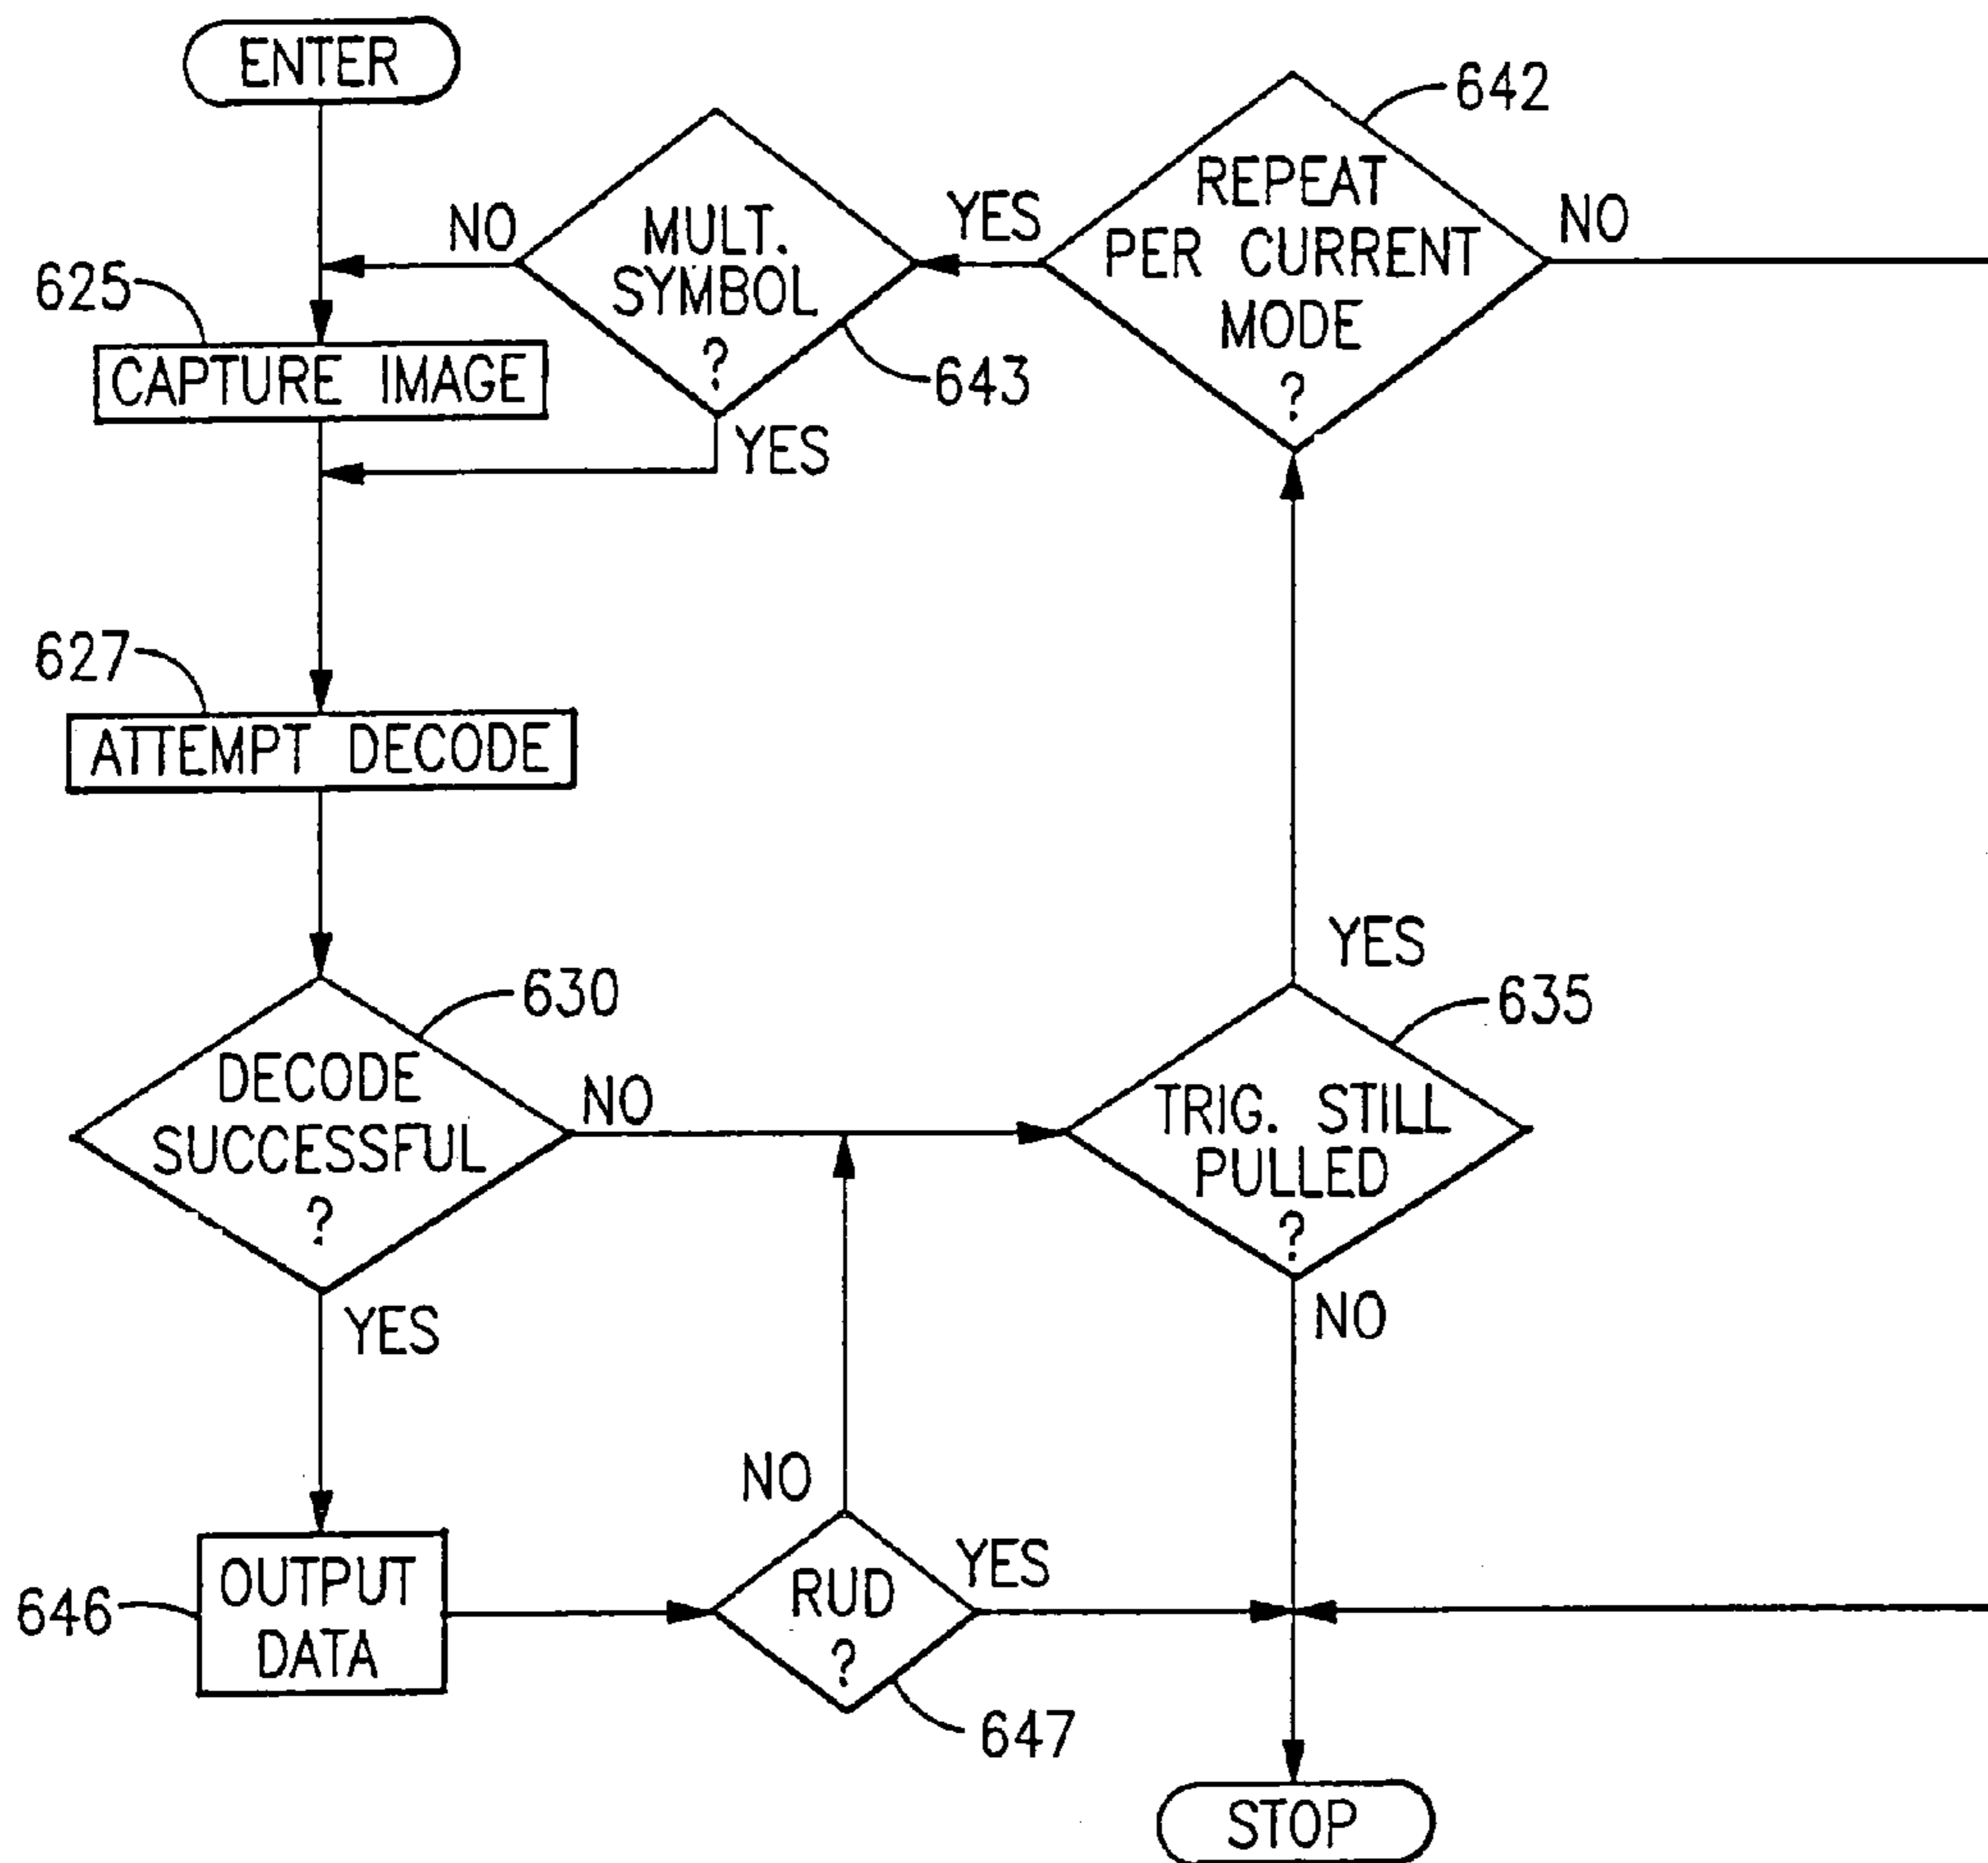 ENTER
642
REPEAT
PER CURRENT
MODE
?
NO
YES
MULT.
SYMBOL
?
643
NO
YES
625
CAPTURE IMAGE
627
ATTEMPT DECODE
630
DECODE
SUCCESSFUL
?
NO
YES
635
TRIG. STILL
PULLED
?
YES
NO
646
OUTPUT
DATA
RUD
?
647
NO
YES
STOP